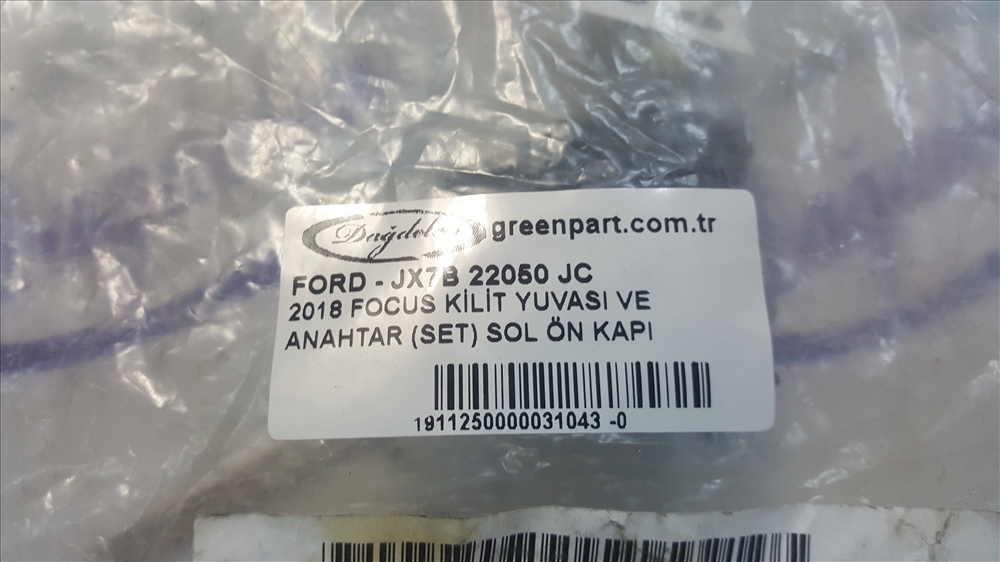 greenpart.com.tr
FORD - JX7B 22050 JC
2018 FOCUS KİLİT YUVASI VE
ANAHTAR (SET) SOL ÖN KAPI
1911250000031043 -0